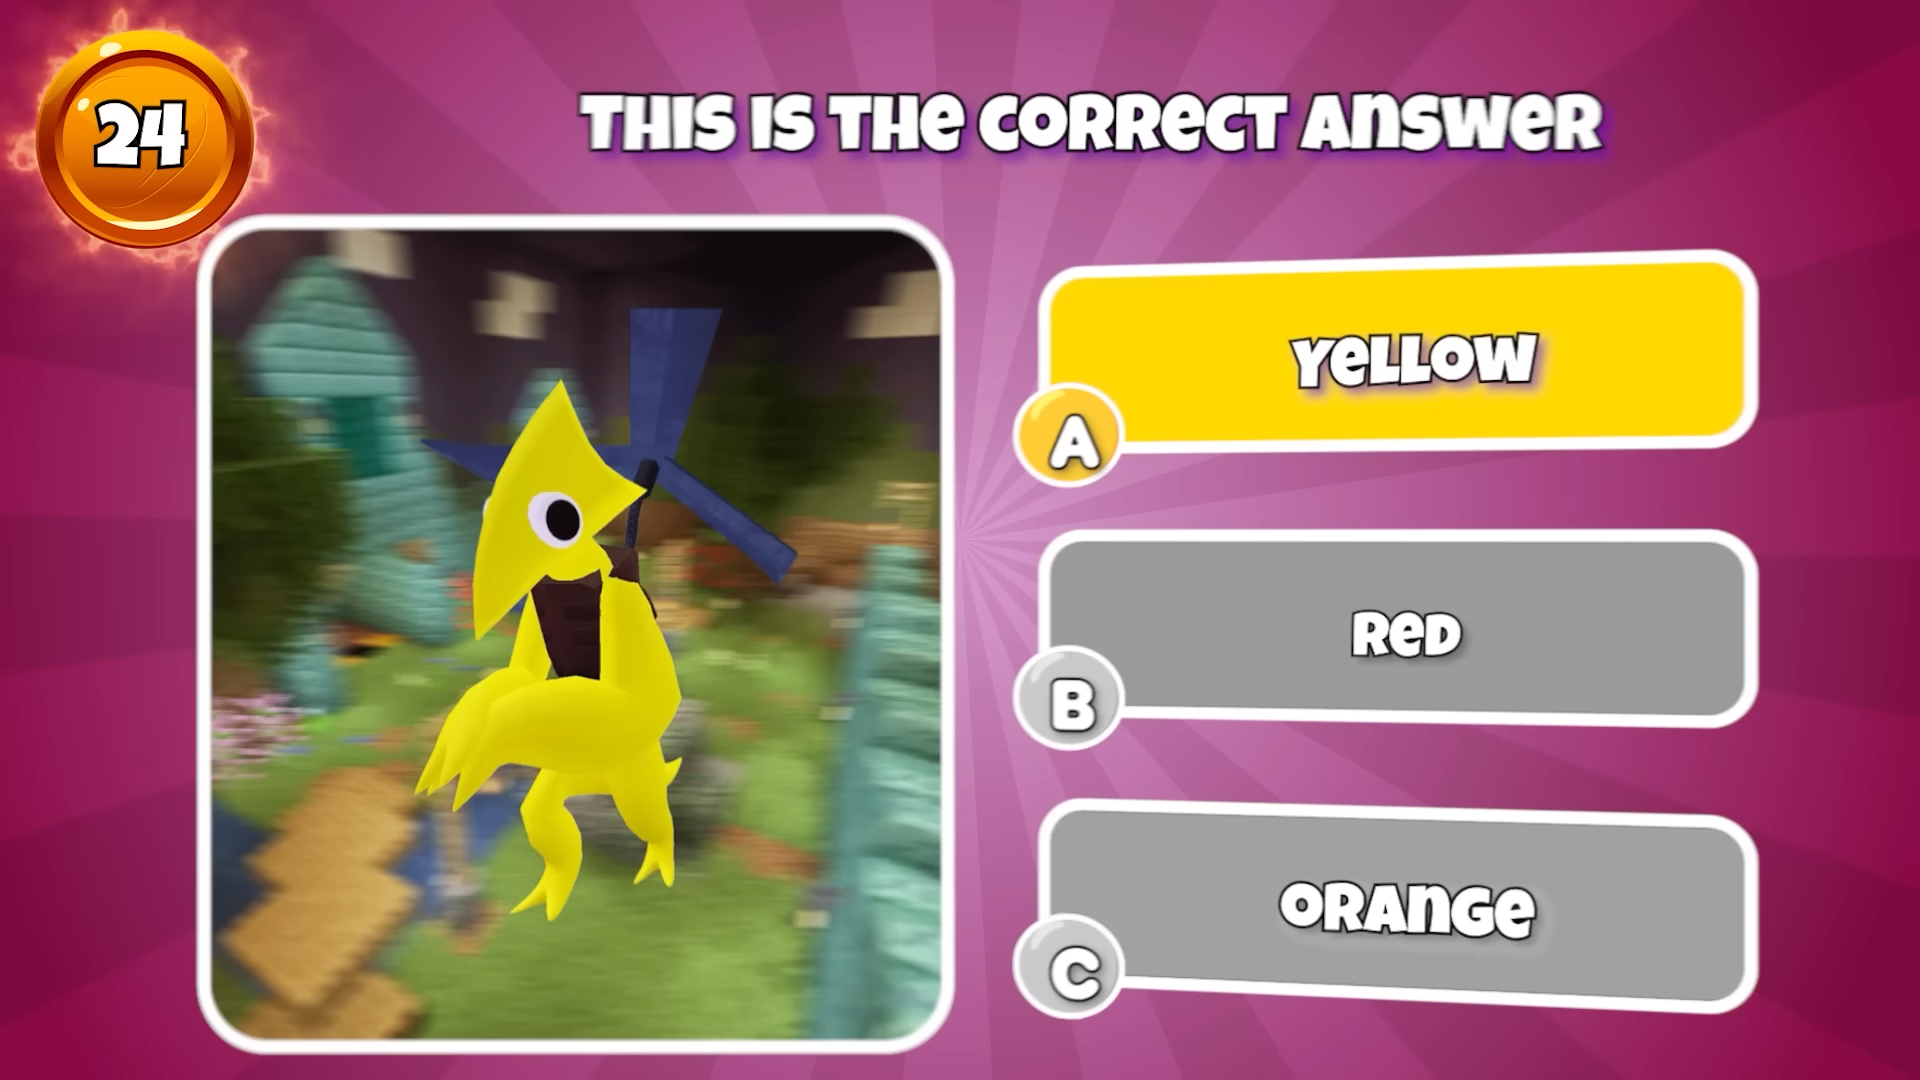 24
THIS IS THE CORRECT ANSWER
A
YELLOW
B
RED
C
ORANGE